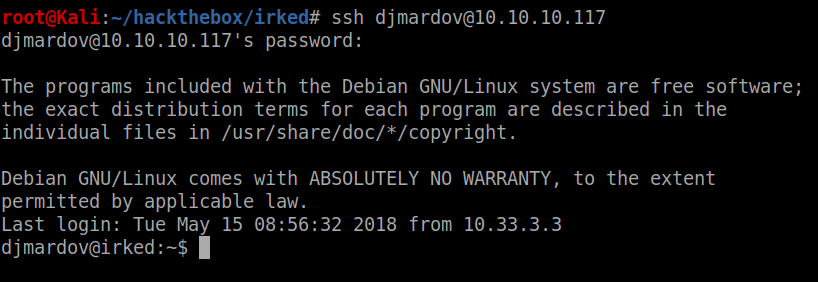 root@Kali:~/hackthebox/irked# ssh djmardov@10.10.10.117
djmardov@10.10.10.117's password:
The programs included with the Debian GNU/Linux system are free software;
the exact distribution terms for each program are described in the
individual files in /usr/share/doc/*/copyright.
Debian GNU/Linux comes with ABSOLUTELY NO WARRANTY, to the extent
permitted by applicable law.
Last login: Tue May 15 08:56:32 2018 from 10.33.3.3
djmardov@irked:~$